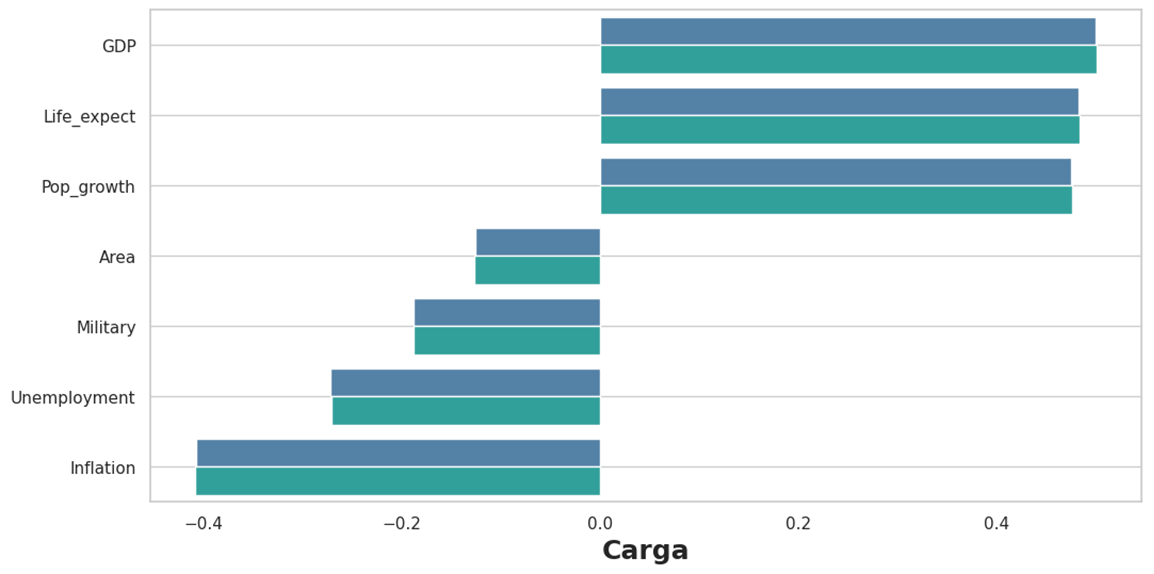 GDP
Life_expect
Pop_growth
Area
Military
Unemployment
Inflation
−0.4 −0.2 0.0 0.2 0.4
Carga